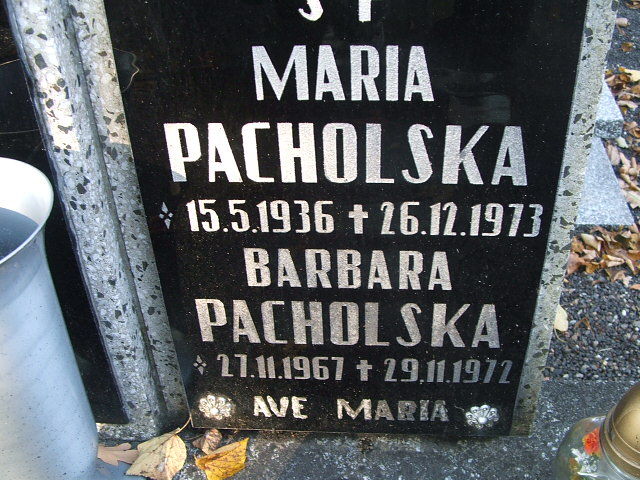 Ś P
MARIA
PACHOLSKA
15.5.1936 ✝ 26.12.1973
BARBARA
PACHOLSKA
27.11.1967 ✝ 29.11.1972
AVE MARIA